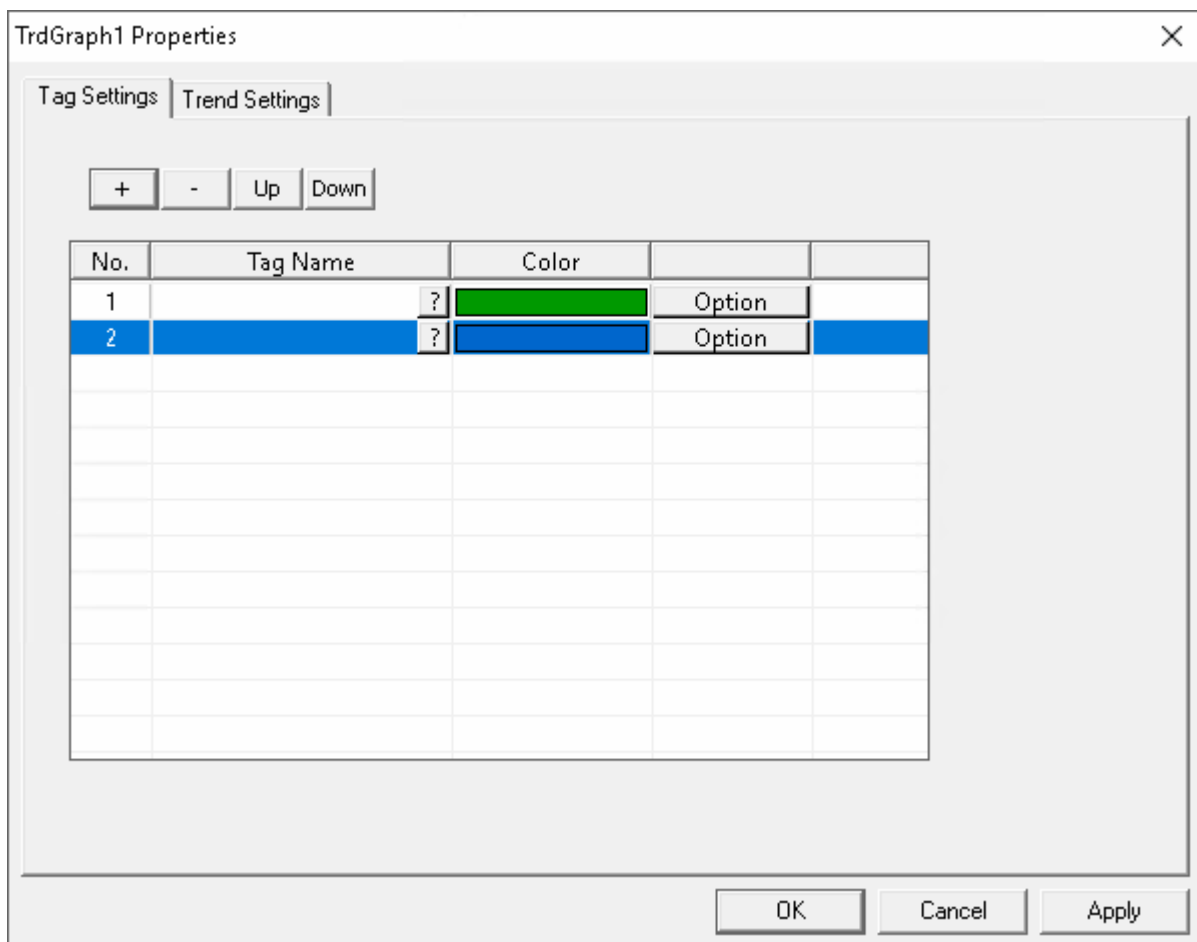 TrdGraph1 Properties
Tag Settings Trend Settings
+ - Up Down
No. Tag Name Color
1 ? Option
2 ? Option
OK Cancel Apply